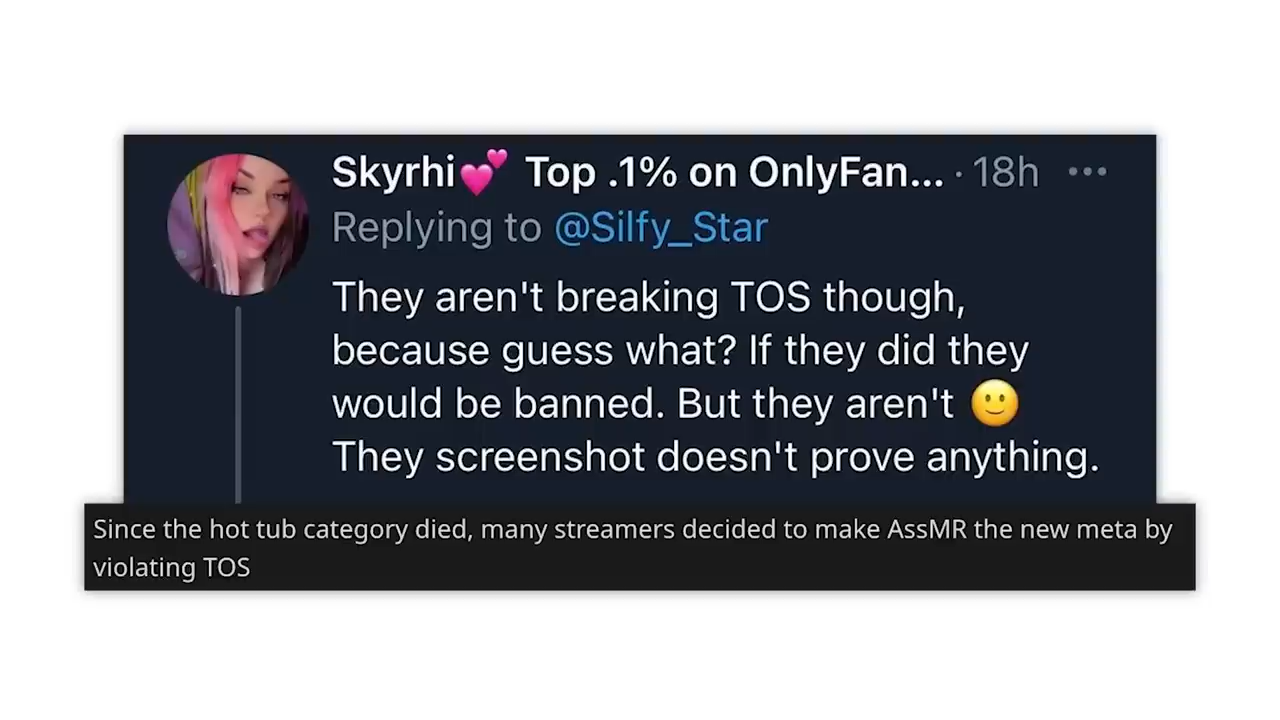 Skyrhi💕 Top .1% on OnlyFan... · 18h
Replying to @Silfy_Star
They aren't breaking TOS though,
because guess what? If they did they
would be banned. But they aren't 🙂
They screenshot doesn't prove anything.
Since the hot tub category died, many streamers decided to make AssMR the new meta by
violating TOS